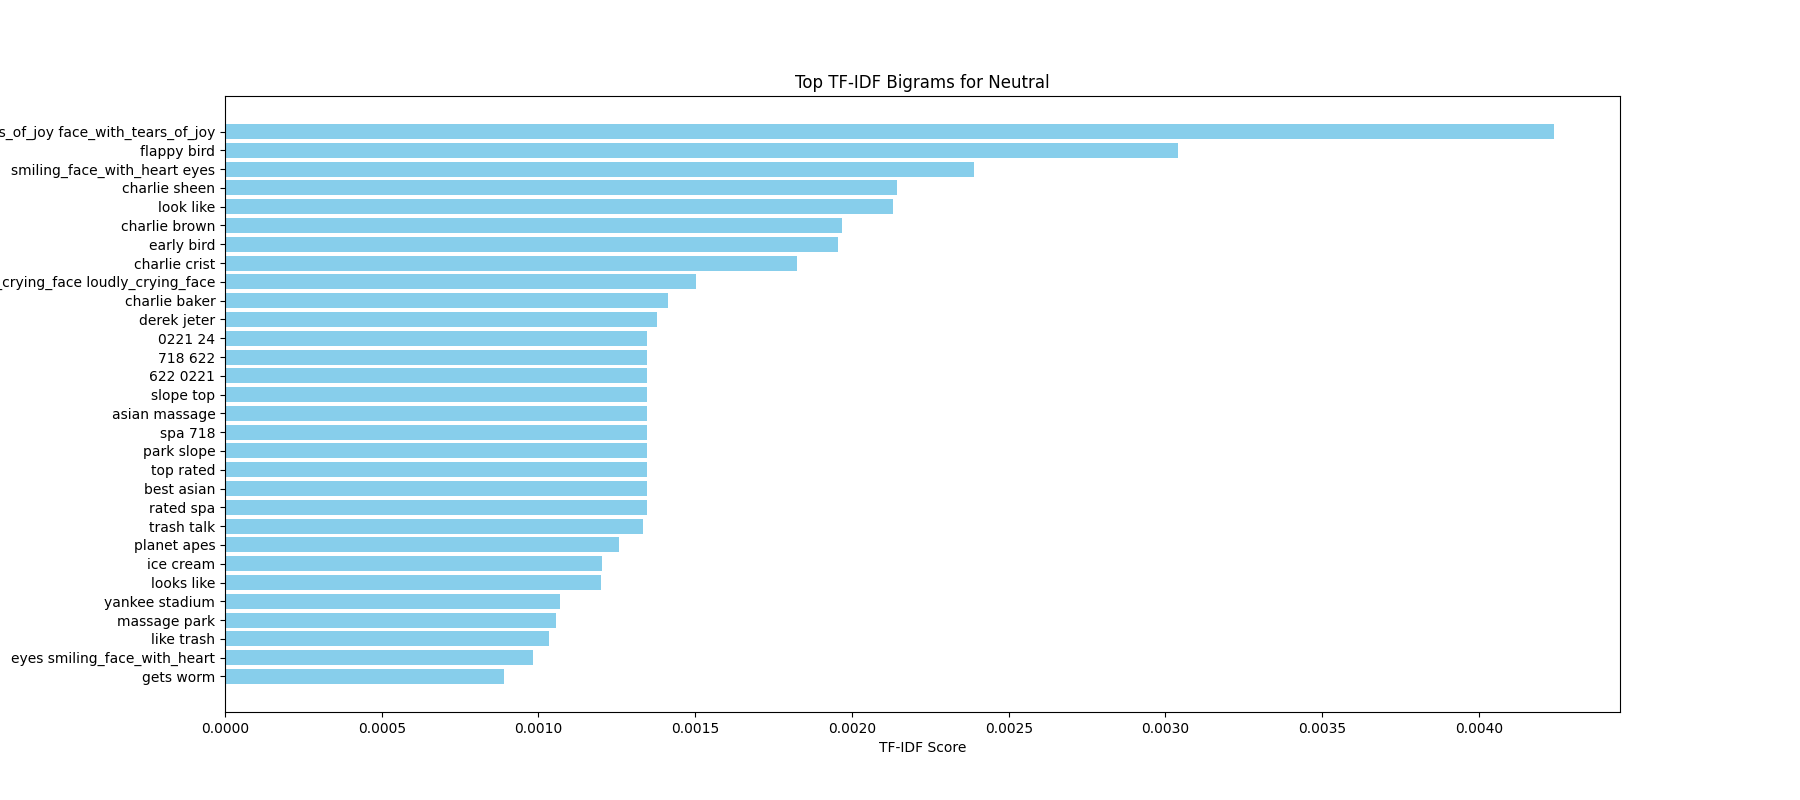 Top TF-IDF Bigrams for Neutral
s_of_joy face_with_tears_of_joy
flappy bird
smiling_face_with_heart eyes
charlie sheen
look like
charlie brown
early bird
charlie crist
_crying_face loudly_crying_face
charlie baker
derek jeter
0221 24
718 622
622 0221
slope top
asian massage
spa 718
park slope
top rated
best asian
rated spa
trash talk
planet apes
ice cream
looks like
yankee stadium
massage park
like trash
eyes smiling_face_with_heart
gets worm
0.0000 0.0005 0.0010 0.0015 0.0020 0.0025 0.0030 0.0035 0.0040
TF-IDF Score